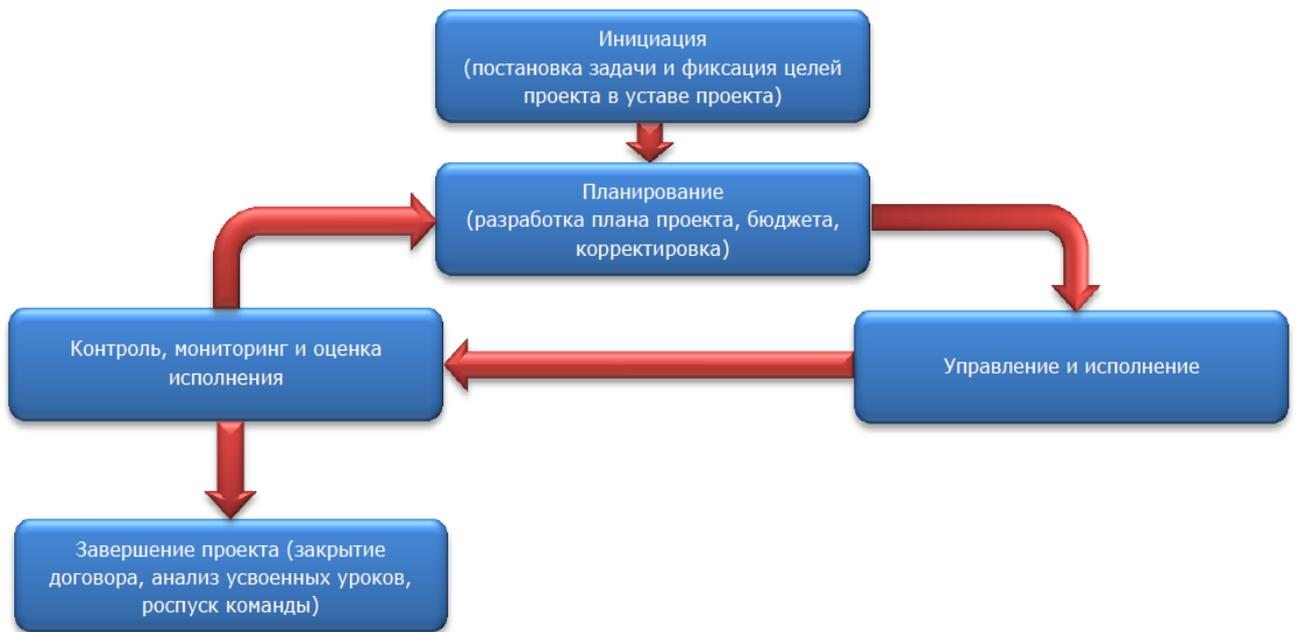 Инициация
(постановка задачи и фиксация целей
проекта в уставе проекта)
Планирование
(разработка плана проекта, бюджета,
корректировка)
Контроль, мониторинг и оценка
исполнения
Управление и исполнение
Завершение проекта (закрытие
договора, анализ усвоенных уроков,
роспуск команды)